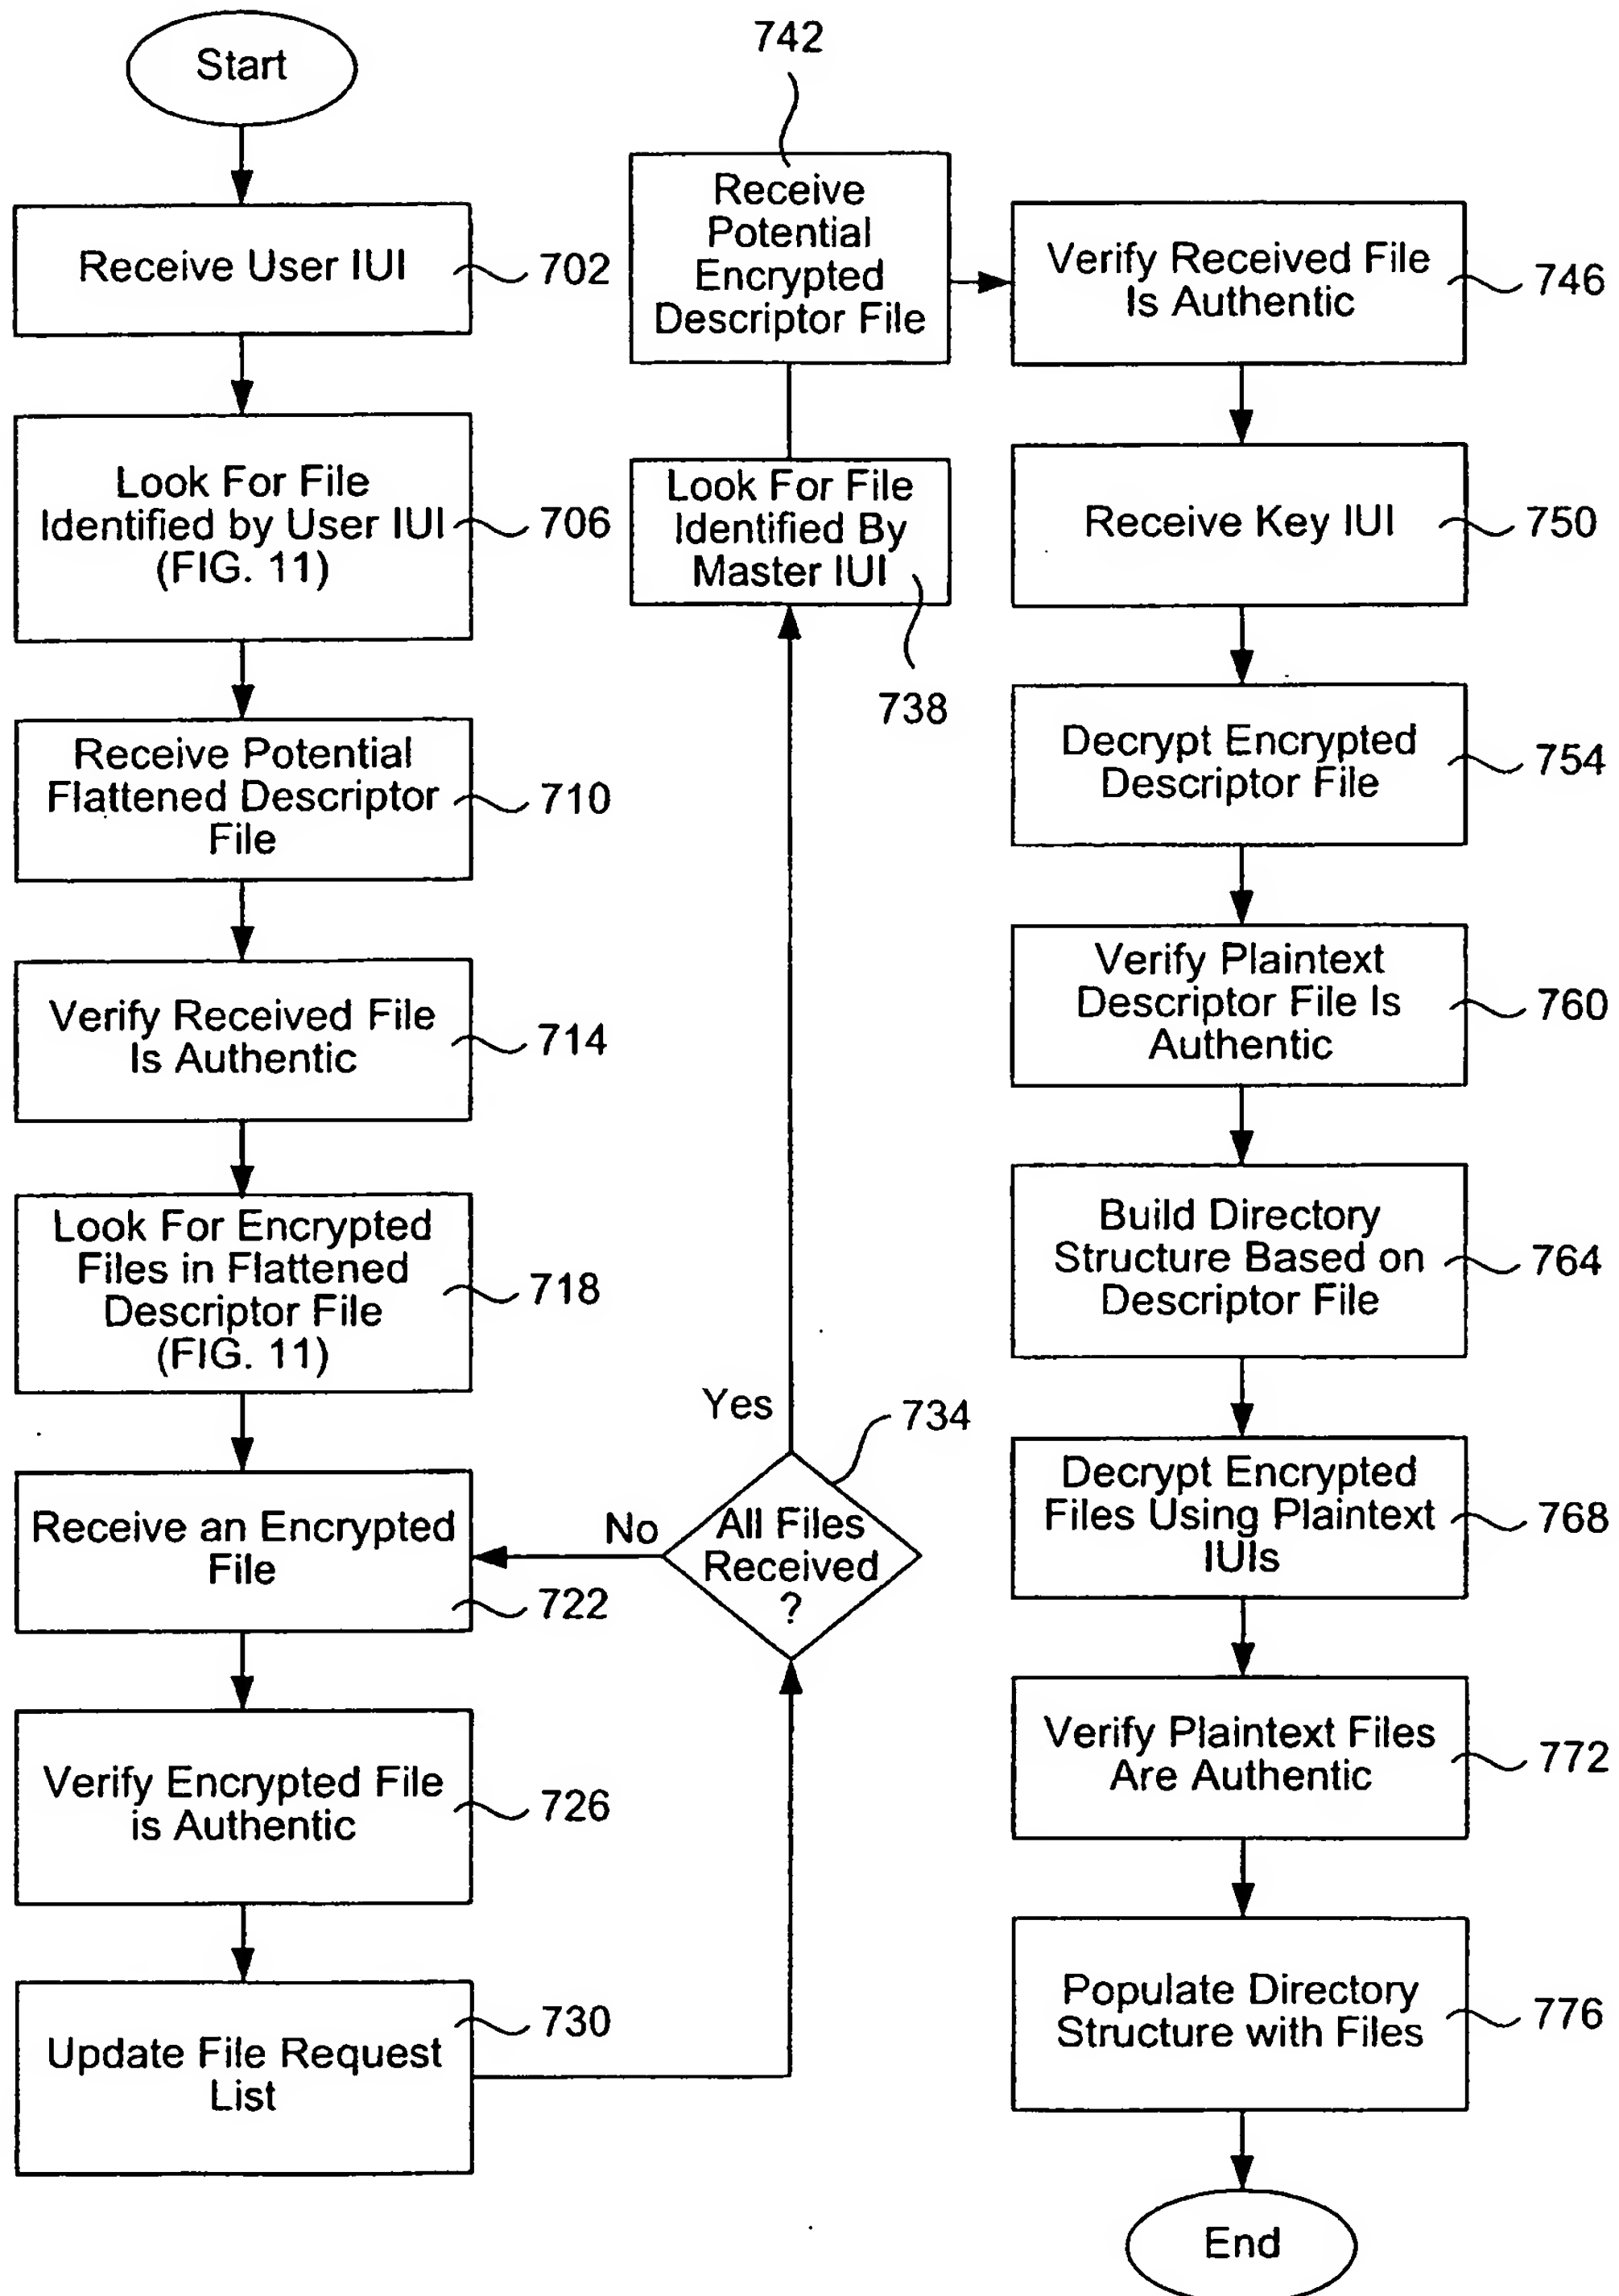 Start
Receive User IUI
702
Look For File
Identified by User IUI
(FIG. 11)
706
Receive Potential
Flattened Descriptor
File
710
Verify Received File
Is Authentic
714
Look For Encrypted
Files in Flattened
Descriptor File
(FIG. 11)
718
Receive an Encrypted
File
722
Verify Encrypted File
is Authentic
726
Update File Request
List
730
All Files
Received
?
734
No
Yes
Look For File
Identified By
Master IUI
738
742
Receive
Potential
Encrypted
Descriptor File
Verify Received File
Is Authentic
746
Receive Key IUI
750
Decrypt Encrypted
Descriptor File
754
Verify Plaintext
Descriptor File Is
Authentic
760
Build Directory
Structure Based on
Descriptor File
764
Decrypt Encrypted
Files Using Plaintext
IUIs
768
Verify Plaintext Files
Are Authentic
772
Populate Directory
Structure with Files
776
End